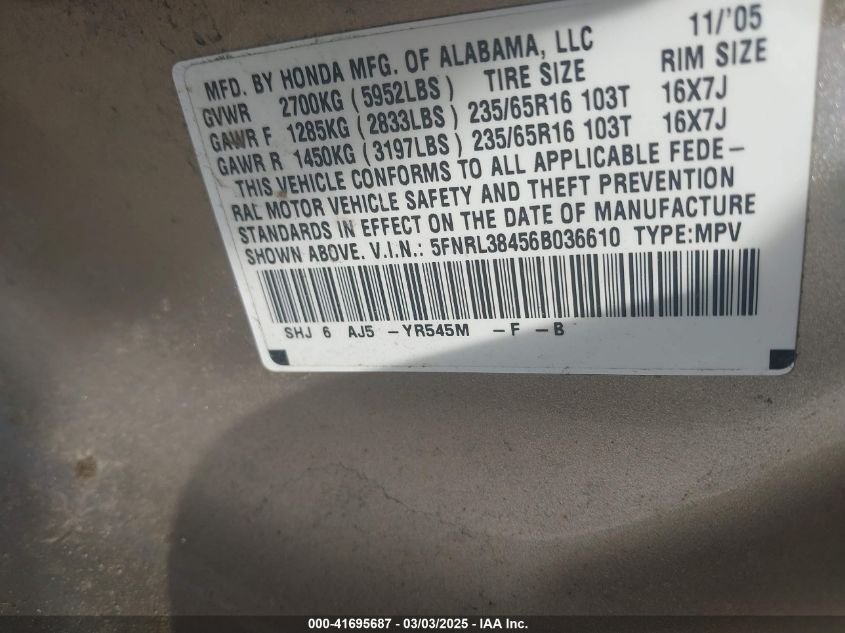 11/'05
MFD. BY HONDA MFG. OF ALABAMA, LLC
TIRE SIZE RIM SIZE
GVWR 2700KG (5952LBS)
GAWR F 1285KG (2833LBS) 235/65R16 103T 16X7J
GAWR R 1450KG (3197LBS) 235/65R16 103T 16X7J
THIS VEHICLE CONFORMS TO ALL APPLICABLE FEDE-
RAL MOTOR VEHICLE SAFETY AND THEFT PREVENTION
STANDARDS IN EFFECT ON THE DATE OF MANUFACTURE
SHOWN ABOVE. V.I.N.: 5FNRL38456B036610 TYPE:MPV
SHJ 6 AJ5 -YR545M -F -B
000-41695687 - 03/03/2025 - IAA Inc.